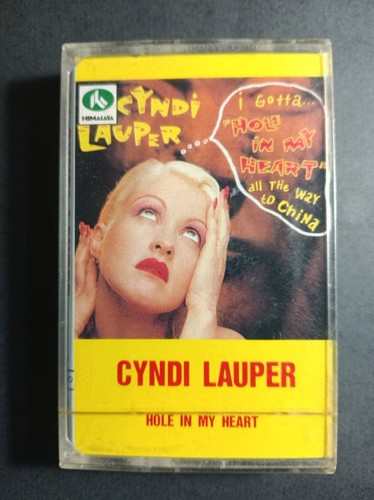 HIMALAYA
CYNDI
LAUPER
i Gotta...
"HOLE
in MY
HEART"
all THE WaY
to CHiNa
CYNDI LAUPER
HOLE IN MY HEART